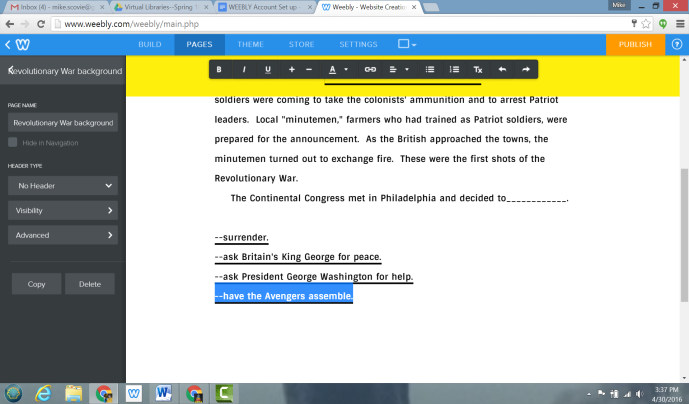 Inbox (4) - mike.scovie@g
Virtual Libraries--Spring
WEEBLY Account Set up -
Weebly - Website Creation
Mike
www.weebly.com/weebly/main.php
BUILD PAGES THEME STORE SETTINGS PUBLISH ?
Revolutionary War background
B I U + - A Tx
PAGE NAME
Revolutionary War background
Hide in Navigation
HEADER TYPE
No Header
Visibility
Advanced
Copy Delete
soldiers were coming to take the colonists' ammunition and to arrest Patriot
leaders. Local "minutemen," farmers who had trained as Patriot soldiers, were
prepared for the announcement. As the British approached the towns, the
minutemen turned out to exchange fire. These were the first shots of the
Revolutionary War.
The Continental Congress met in Philadelphia and decided to____________.
--surrender.
--ask Britain's King George for peace.
--ask President George Washington for help.
--have the Avengers assemble.
3:37 PM
4/30/2016